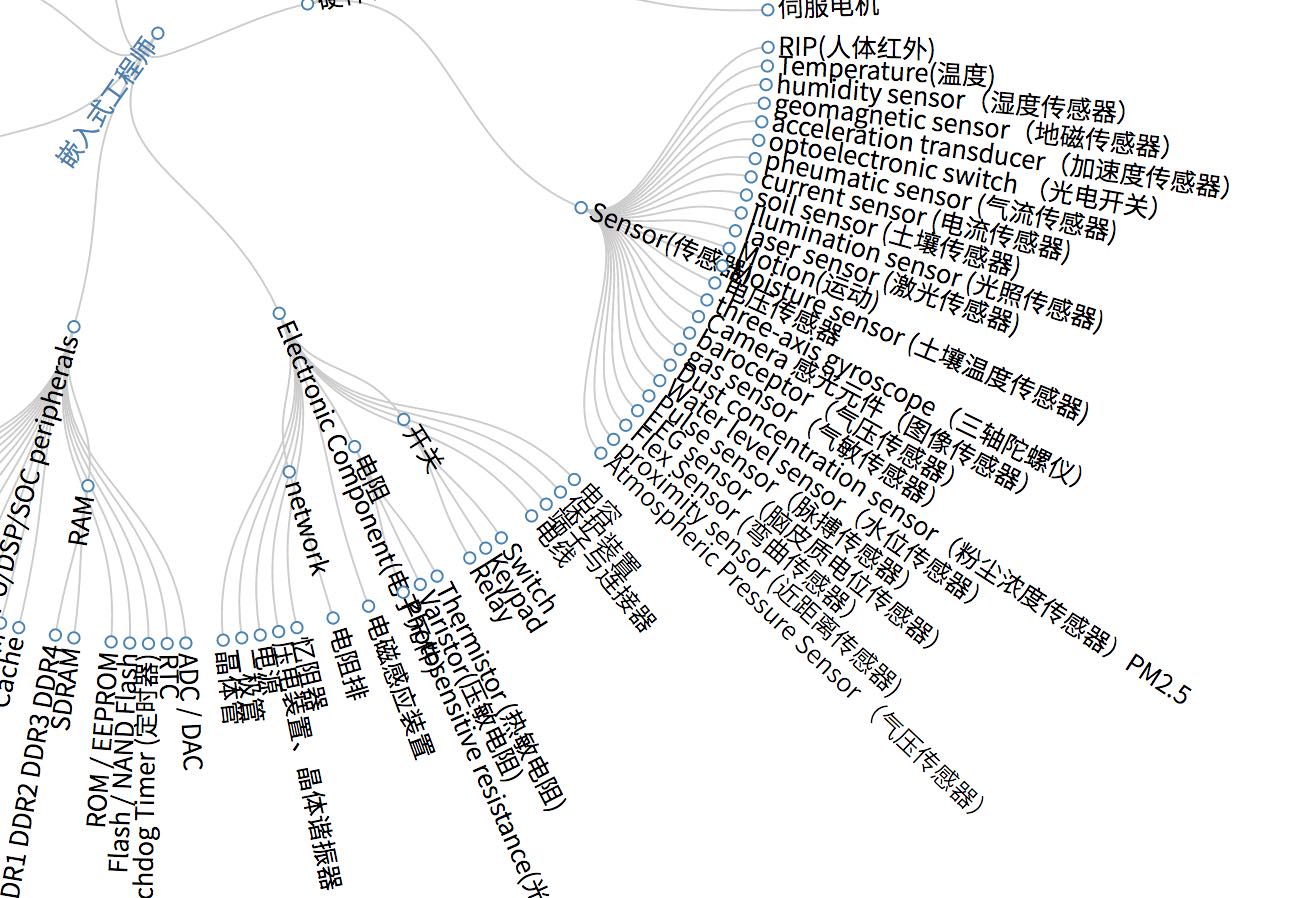 嵌入式工程师
伺服电机
Sensor(传感器
RIP(人体红外)
Temperature(温度)
humidity sensor（湿度传感器）
geomagnetic sensor（地磁传感器）
acceleration transducer（加速度传感器）
optoelectronic switch （光电开关）
pheumatic sensor (气流传感器)
current sensor (电流传感器)
soil sensor (土壤传感器)
illumination sensor (光照传感器)
laser sensor (激光传感器)
Motion(运动)
Moisture sensor (土壤温度传感器)
电压传感器
three-axis gyroscope（三轴陀螺仪）
Camera 感光元件（图像传感器）
baroceptor（气压传感器）
gas sensor （气敏传感器）
Dust concentration sensor（粉尘浓度传感器）PM2.5
Water level sensor（水位传感器）
Pulse sensor（脉搏传感器）
EEG sensor（脑皮质电位传感器）
Flex Sensor (弯曲传感器)
proximity sensor (近距离传感器)
Atmospheric Pressure Sensor （气压传感器）
Electronic Component(电子
开关
电容
保护装置
端子与连接器
电线
Switch
Keypad
Relay
电阻
Thermistor (热敏电阻)
Varistor(压敏电阻)
Photosensitive resistance(光
电磁感应装置
电阻排
network
忆阻器
压电装置、晶体谐振器
电源
晶体管
O/DSP/SOC peripherals
RAM
ADC / DAC
RTC
chdog Timer (定时器)
Flash / NAND Flash
ROM / EEPROM
SDRAM
DR1 DDR2 DDR3 DDR4
Cache